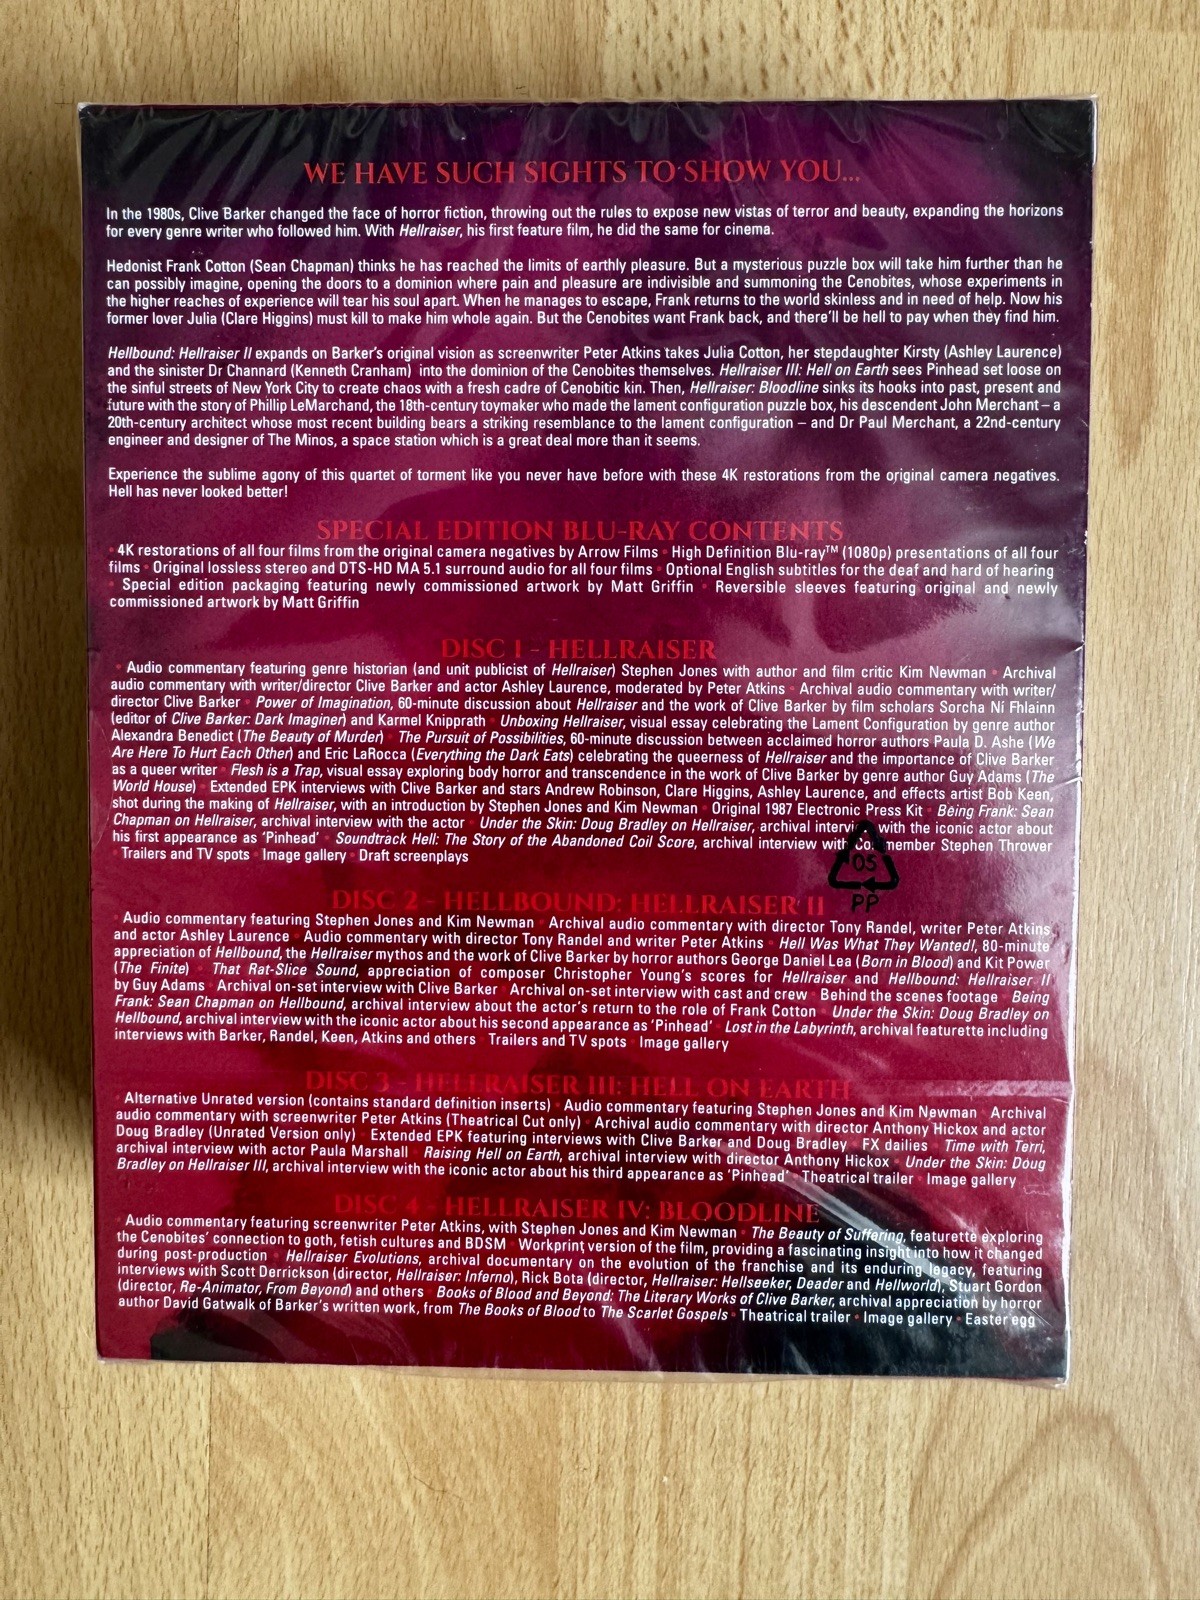 WE HAVE SUCH SIGHTS TO SHOW YOU...
In the 1980s, Clive Barker changed the face of horror fiction, throwing out the rules to expose new vistas of terror and beauty, expanding the horizons
for every genre writer who followed him. With Hellraiser, his first feature film, he did the same for cinema.
Hedonist Frank Cotton (Sean Chapman) thinks he has reached the limits of earthly pleasure. But a mysterious puzzle box will take him further than he
can possibly imagine, opening the doors to a dominion where pain and pleasure are indivisible and summoning the Cenobites, whose experiments in
the higher reaches of experience will tear his soul apart. When he manages to escape, Frank returns to the world skinless and in need of help. Now his
former lover Julia (Clare Higgins) must kill to make him whole again. But the Cenobites want Frank back, and there'll be hell to pay when they find him.
Hellbound: Hellraiser II expands on Barker's original vision as screenwriter Peter Atkins takes Julia Cotton, her stepdaughter Kirsty (Ashley Laurence)
and the sinister Dr Channard (Kenneth Cranham) into the dominion of the Cenobites themselves. Hellraiser III: Hell on Earth sees Pinhead set loose on
the sinful streets of New York City to create chaos with a fresh cadre of Cenobitic kin. Then, Hellraiser: Bloodline sinks its hooks into past, present and
future with the story of Phillip LeMarchand, the 18th-century toymaker who made the lament configuration puzzle box, his descendent John Merchant – a
20th-century architect whose most recent building bears a striking resemblance to the lament configuration – and Dr Paul Merchant, a 22nd-century
engineer and designer of The Minos, a space station which is a great deal more than it seems.
Experience the sublime agony of this quartet of torment like you never have before with these 4K restorations from the original camera negatives.
Hell has never looked better!
SPECIAL EDITION BLU-RAY CONTENTS
• 4K restorations of all four films from the original camera negatives by Arrow Films • High Definition Blu-ray™ (1080p) presentations of all four
films • Original lossless stereo and DTS-HD MA 5.1 surround audio for all four films • Optional English subtitles for the deaf and hard of hearing
• Special edition packaging featuring newly commissioned artwork by Matt Griffin • Reversible sleeves featuring original and newly
commissioned artwork by Matt Griffin
DISC 1 - HELLRAISER
• Audio commentary featuring genre historian (and unit publicist of Hellraiser) Stephen Jones with author and film critic Kim Newman • Archival
audio commentary with writer/director Clive Barker and actor Ashley Laurence, moderated by Peter Atkins • Archival audio commentary with writer/
director Clive Barker • Power of Imagination, 60-minute discussion about Hellraiser and the work of Clive Barker by film scholars Sorcha Ní Fhlainn
(editor of Clive Barker: Dark Imaginer) and Karmel Knipprath • Unboxing Hellraiser, visual essay celebrating the Lament Configuration by genre author
Alexandra Benedict (The Beauty of Murder) • The Pursuit of Possibilities, 60-minute discussion between acclaimed horror authors Paula D. Ashe (We
Are Here To Hurt Each Other) and Eric LaRocca (Everything the Dark Eats) celebrating the queerness of Hellraiser and the importance of Clive Barker
as a queer writer • Flesh is a Trap, visual essay exploring body horror and transcendence in the work of Clive Barker by genre author Guy Adams (The
World House) • Extended EPK interviews with Clive Barker and stars Andrew Robinson, Clare Higgins, Ashley Laurence, and effects artist Bob Keen,
shot during the making of Hellraiser, with an introduction by Stephen Jones and Kim Newman • Original 1987 Electronic Press Kit • Being Frank: Sean
Chapman on Hellraiser, archival interview with the actor • Under the Skin: Doug Bradley on Hellraiser, archival interview with the iconic actor about
his first appearance as 'Pinhead' • Soundtrack Hell: The Story of the Abandoned Coil Score, archival interview with Co member Stephen Thrower
• Trailers and TV spots • Image gallery • Draft screenplays
05
PP
DISC 2 - HELLBOUND: HELLRAISER II
• Audio commentary featuring Stephen Jones and Kim Newman • Archival audio commentary with director Tony Randel, writer Peter Atkins
and actor Ashley Laurence • Audio commentary with director Tony Randel and writer Peter Atkins • Hell Was What They Wanted!, 80-minute
appreciation of Hellbound, the Hellraiser mythos and the work of Clive Barker by horror authors George Daniel Lea (Born in Blood) and Kit Power
(The Finite) • That Rat-Slice Sound, appreciation of composer Christopher Young's scores for Hellraiser and Hellbound: Hellraiser II
by Guy Adams • Archival on-set interview with Clive Barker • Archival on-set interview with cast and crew • Behind the scenes footage • Being
Frank: Sean Chapman on Hellbound, archival interview about the actor's return to the role of Frank Cotton • Under the Skin: Doug Bradley on
Hellbound, archival interview with the iconic actor about his second appearance as 'Pinhead' • Lost in the Labyrinth, archival featurette including
interviews with Barker, Randel, Keen, Atkins and others • Trailers and TV spots • Image gallery
DISC 3 - HELLRAISER III: HELL ON EARTH
• Alternative Unrated version (contains standard definition inserts) • Audio commentary featuring Stephen Jones and Kim Newman • Archival
audio commentary with screenwriter Peter Atkins (Theatrical Cut only) • Archival audio commentary with director Anthony Hickox and actor
Doug Bradley (Unrated Version only) • Extended EPK featuring interviews with Clive Barker and Doug Bradley • FX dailies • Time with Terri,
archival interview with actor Paula Marshall • Raising Hell on Earth, archival interview with director Anthony Hickox • Under the Skin: Doug
Bradley on Hellraiser III, archival interview with the iconic actor about his third appearance as 'Pinhead' • Theatrical trailer • Image gallery
DISC 4 - HELLRAISER IV: BLOODLINE
• Audio commentary featuring screenwriter Peter Atkins, with Stephen Jones and Kim Newman • The Beauty of Suffering, featurette exploring
the Cenobites' connection to goth, fetish cultures and BDSM • Workprint version of the film, providing a fascinating insight into how it changed
during post-production • Hellraiser Evolutions, archival documentary on the evolution of the franchise and its enduring legacy, featuring
interviews with Scott Derrickson (director, Hellraiser: Inferno), Rick Bota (director, Hellraiser: Hellseeker, Deader and Hellworld), Stuart Gordon
(director, Re-Animator, From Beyond) and others • Books of Blood and Beyond: The Literary Works of Clive Barker, archival appreciation by horror
author David Gatwalk of Barker's written work, from The Books of Blood to The Scarlet Gospels • Theatrical trailer • Image gallery • Easter egg